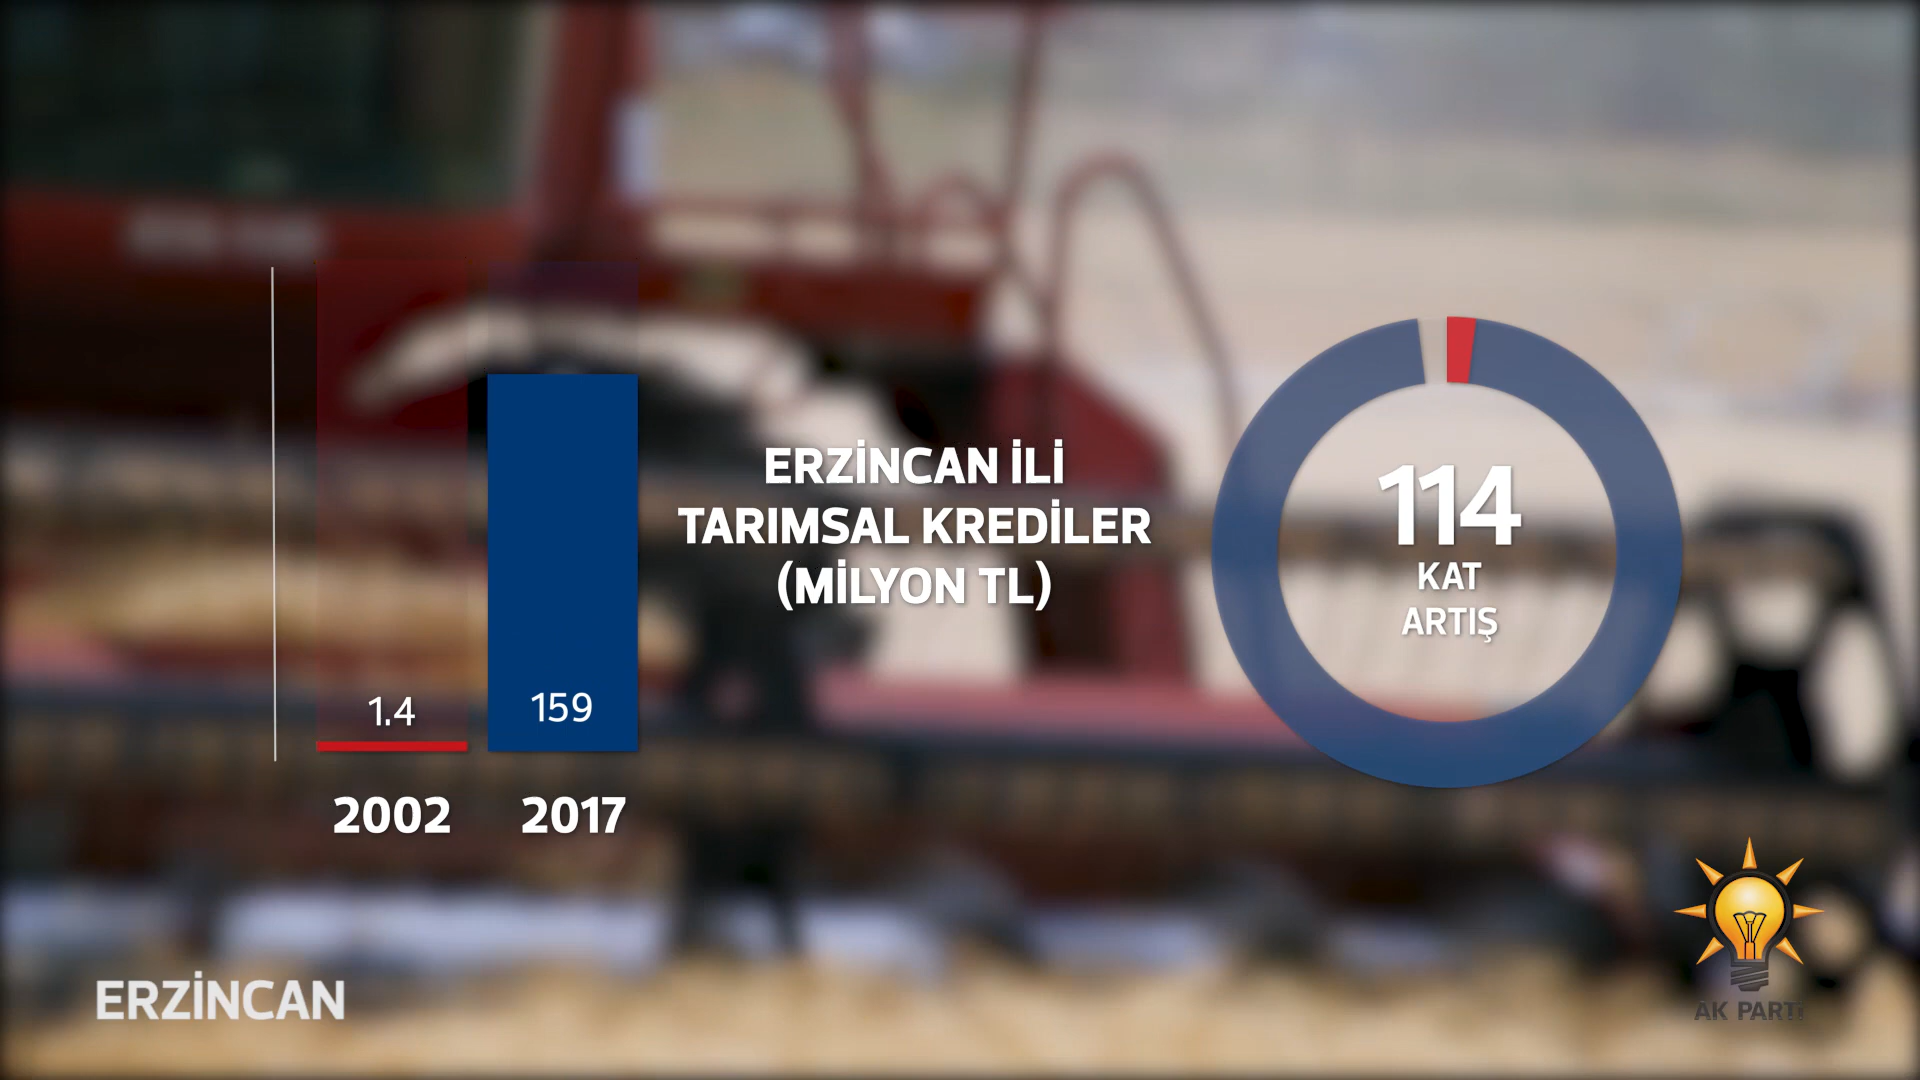 1.4
159
2002
2017
ERZİNCAN İLİ
TARIMSAL KREDİLER
(MİLYON TL)
114
KAT
ARTIŞ
ERZİNCAN
AK PARTİ